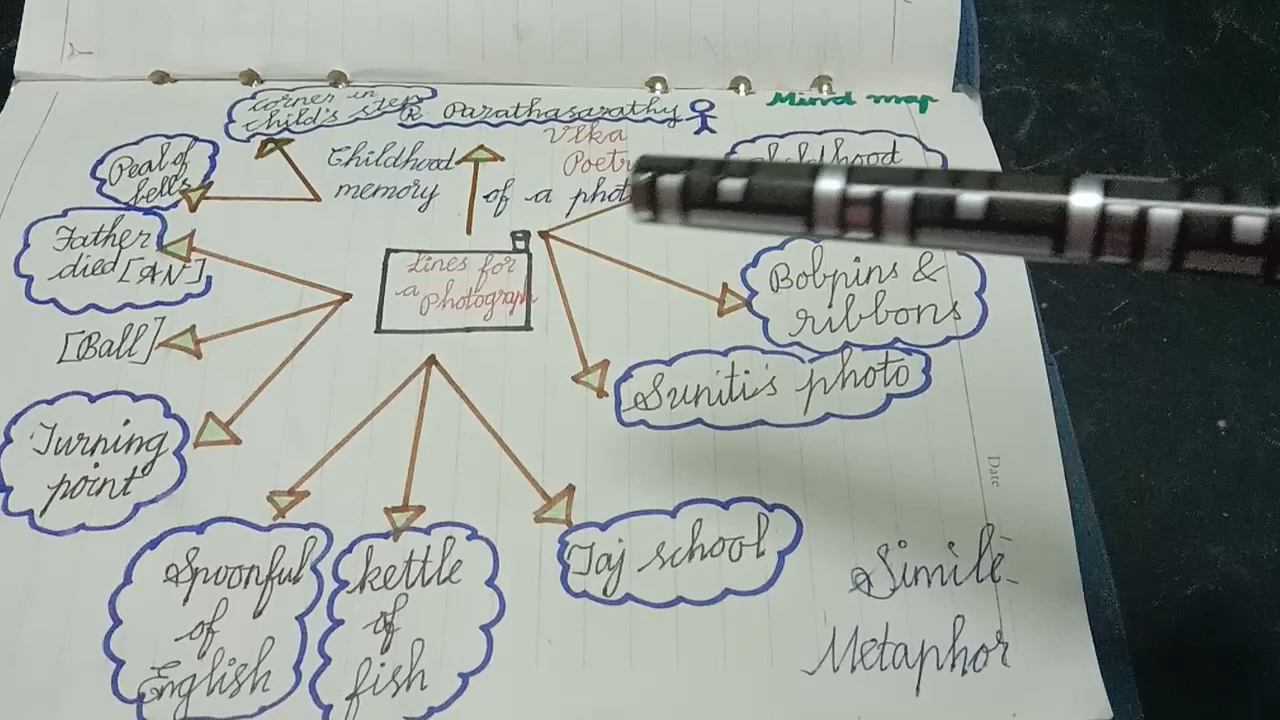 Mind map
corner in
child's step
R Parathasarathy
Peal of
bells
Childhood
memory
Poetr
of a phot
Father
died [AN]
Lines for
a
Photograph
Bobpins &
ribbons
[Ball]
Suniti's photo
Turning
point
Date
Spoonful
of
English
kettle
of
fish
Taj school
Simile
Metaphor